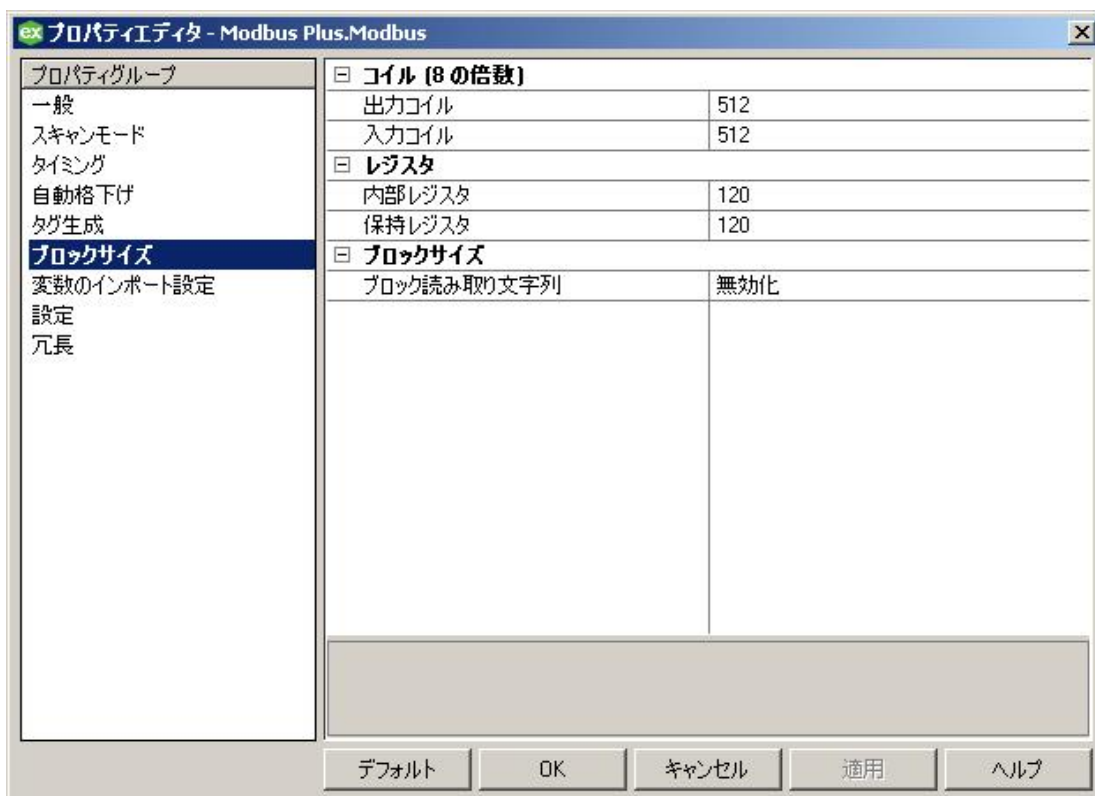 ex プロパティエディタ - Modbus Plus.Modbus
プロパティグループ
一般
スキャンモード
タイミング
自動格下げ
タグ生成
ブロックサイズ
変数のインポート設定
設定
冗長
コイル (8 の倍数)
出力コイル 512
入力コイル 512
レジスタ
内部レジスタ 120
保持レジスタ 120
ブロックサイズ
ブロック読み取り文字列 無効化
デフォルト OK キャンセル 適用 ヘルプ